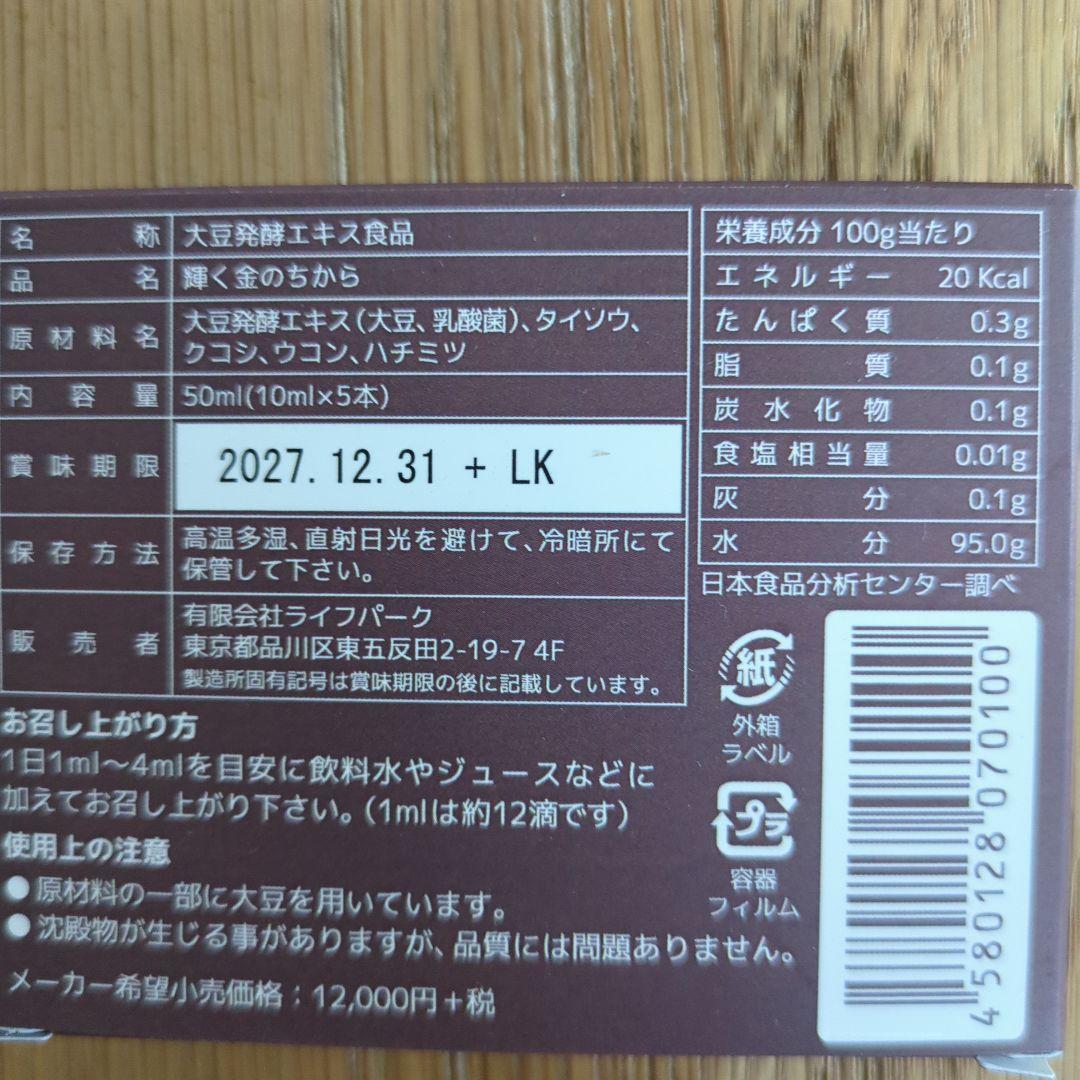 名称 大豆発酵エキス食品
品名 輝く金のちから
原材料名 大豆発酵エキス(大豆、乳酸菌)、タイソウ、
クコシ、ウコン、ハチミツ
内容量 50ml(10ml×5本)
賞味期限 2027.12.31 + LK
保存方法 高温多湿、直射日光を避けて、冷暗所にて
保管して下さい。
販売者 有限会社ライフパーク
東京都品川区東五反田2-19-7 4F
製造所固有記号は賞味期限の後に記載しています。
お召し上がり方
1日1ml〜4mlを目安に飲料水やジュースなどに
加えてお召し上がり下さい。(1mlは約12滴です)
使用上の注意
●原材料の一部に大豆を用いています。
●沈殿物が生じる事がありますが、品質には問題ありません。
メーカー希望小売価格：12,000円+税
栄養成分 100g当たり
エネルギー 20 Kcal
たんぱく質 0.3g
脂質 0.1g
炭水化物 0.1g
食塩相当量 0.01g
灰分 0.1g
水分 95.0g
日本食品分析センター調べ
紙
外箱
ラベル
プラ
容器
フィルム
4580128070100